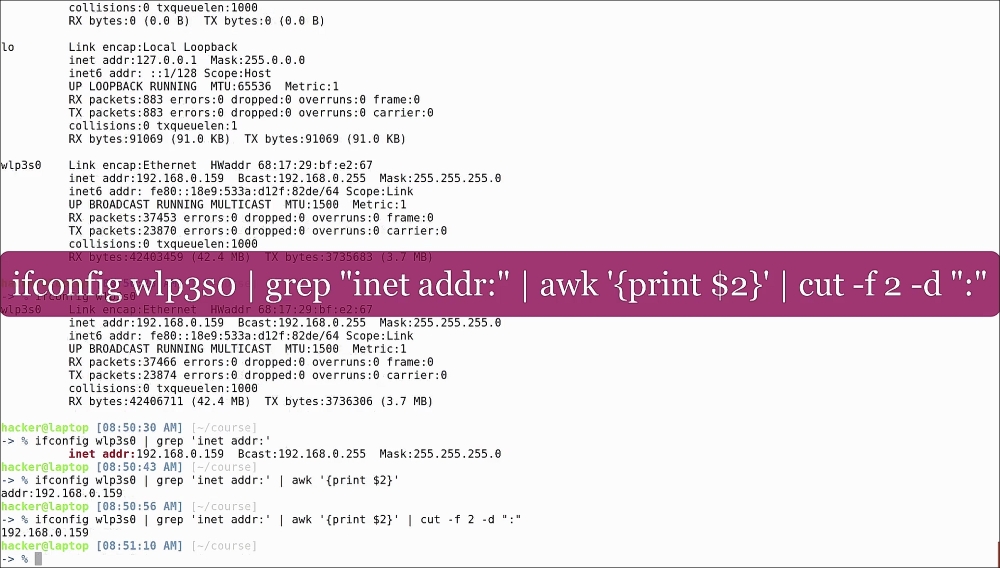 collisions:0 txqueuelen:1000
RX bytes:0 (0.0 B)  TX bytes:0 (0.0 B)
lo        Link encap:Local Loopback
inet addr:127.0.0.1  Mask:255.0.0.0
inet6 addr: ::1/128 Scope:Host
UP LOOPBACK RUNNING  MTU:65536  Metric:1
RX packets:883 errors:0 dropped:0 overruns:0 frame:0
TX packets:883 errors:0 dropped:0 overruns:0 carrier:0
collisions:0 txqueuelen:1
RX bytes:91069 (91.0 KB)  TX bytes:91069 (91.0 KB)
wlp3s0    Link encap:Ethernet  HWaddr 68:17:29:bf:e2:67
inet addr:192.168.0.159  Bcast:192.168.0.255  Mask:255.255.255.0
inet6 addr: fe80::18e9:533a:d12f:82de/64 Scope:Link
UP BROADCAST RUNNING MULTICAST  MTU:1500  Metric:1
RX packets:37453 errors:0 dropped:0 overruns:0 frame:0
TX packets:23870 errors:0 dropped:0 overruns:0 carrier:0
collisions:0 txqueuelen:1000
RX bytes:42403459 (42.4 MB)  TX bytes:3735683 (3.7 MB)
ifconfig wlp3s0 | grep "inet addr:" | awk '{print $2}' | cut -f 2 -d ":"
-> % ifconfig wlp3s0
wlp3s0    Link encap:Ethernet  HWaddr 68:17:29:bf:e2:67
inet addr:192.168.0.159  Bcast:192.168.0.255  Mask:255.255.255.0
inet6 addr: fe80::18e9:533a:d12f:82de/64 Scope:Link
UP BROADCAST RUNNING MULTICAST  MTU:1500  Metric:1
RX packets:37466 errors:0 dropped:0 overruns:0 frame:0
TX packets:23874 errors:0 dropped:0 overruns:0 carrier:0
collisions:0 txqueuelen:1000
RX bytes:42406711 (42.4 MB)  TX bytes:3736306 (3.7 MB)
hacker@laptop [08:50:30 AM] [~/course]
-> % ifconfig wlp3s0 | grep 'inet addr:'
inet addr:192.168.0.159  Bcast:192.168.0.255  Mask:255.255.255.0
hacker@laptop [08:50:43 AM] [~/course]
-> % ifconfig wlp3s0 | grep 'inet addr:' | awk '{print $2}'
addr:192.168.0.159
hacker@laptop [08:50:56 AM] [~/course]
-> % ifconfig wlp3s0 | grep 'inet addr:' | awk '{print $2}' | cut -f 2 -d ":"
192.168.0.159
hacker@laptop [08:51:10 AM] [~/course]
-> %